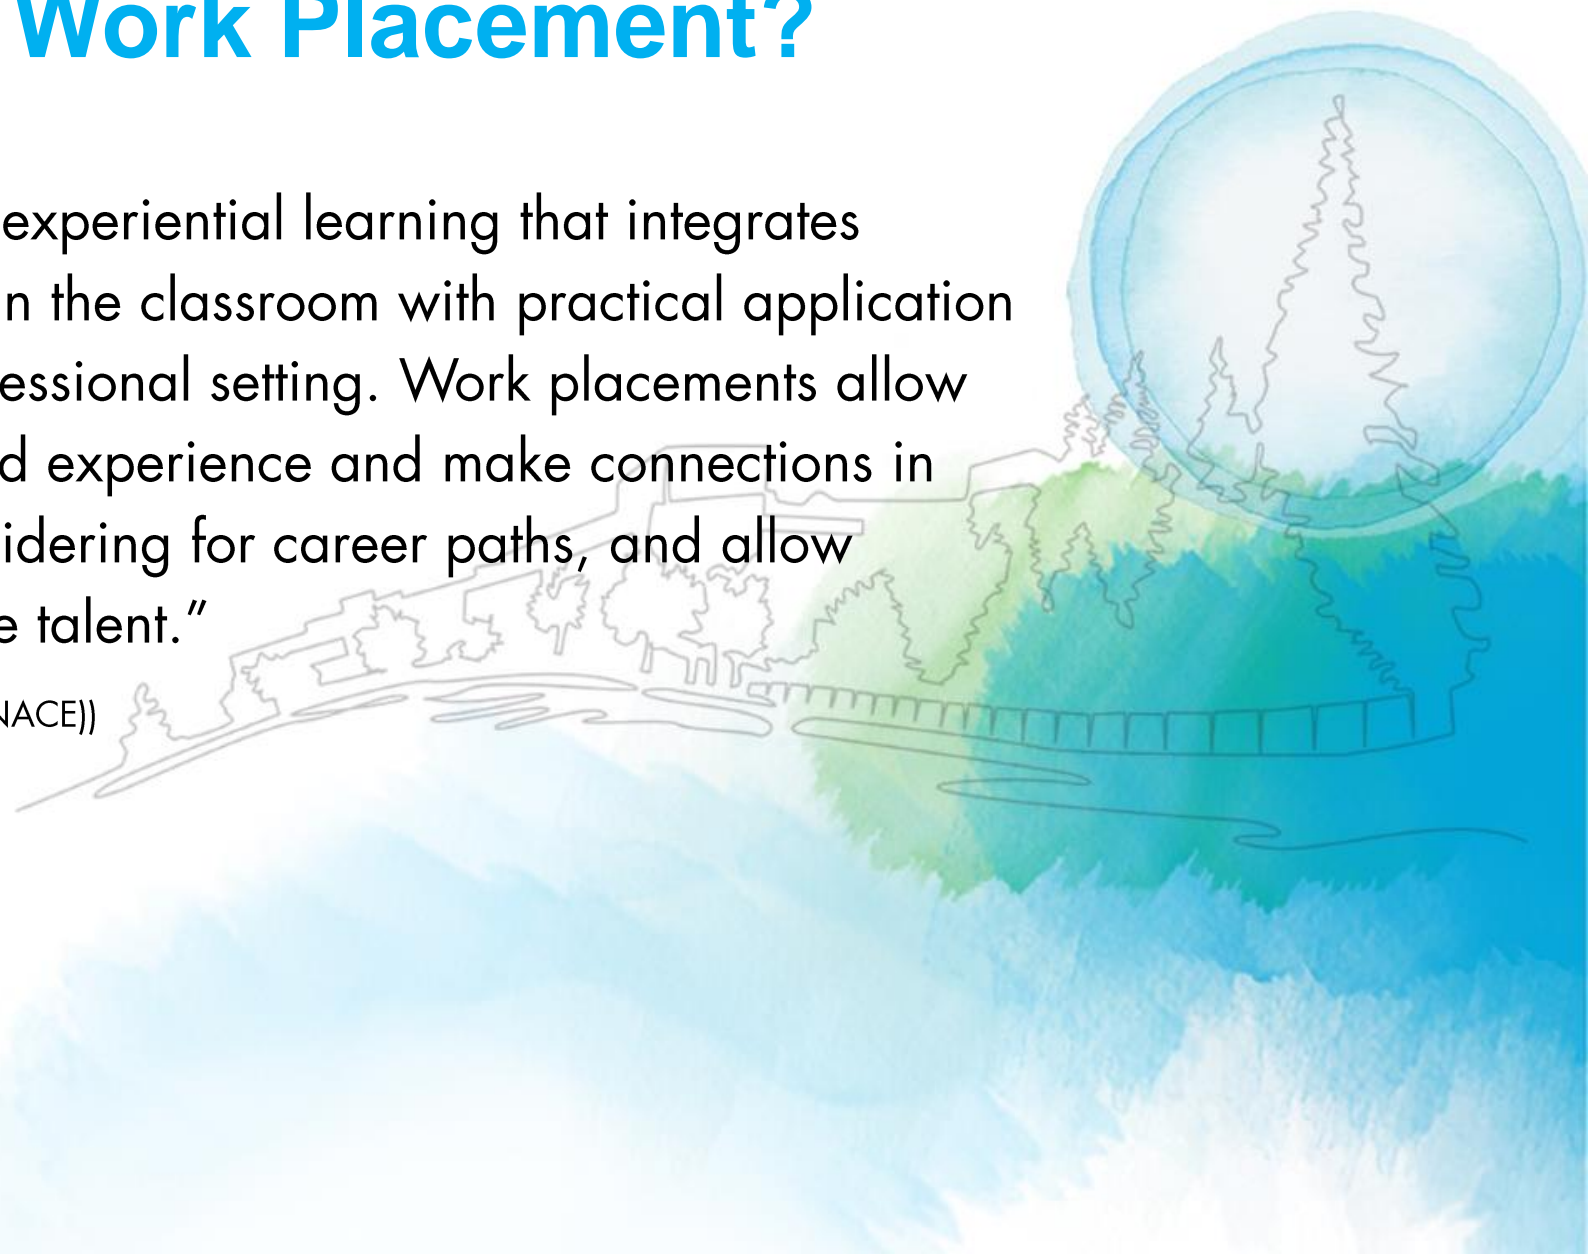 Work Placement?
experiential learning that integrates
n the classroom with practical application
essional setting. Work placements allow
d experience and make connections in
idering for career paths, and allow
e talent.”
NACE))